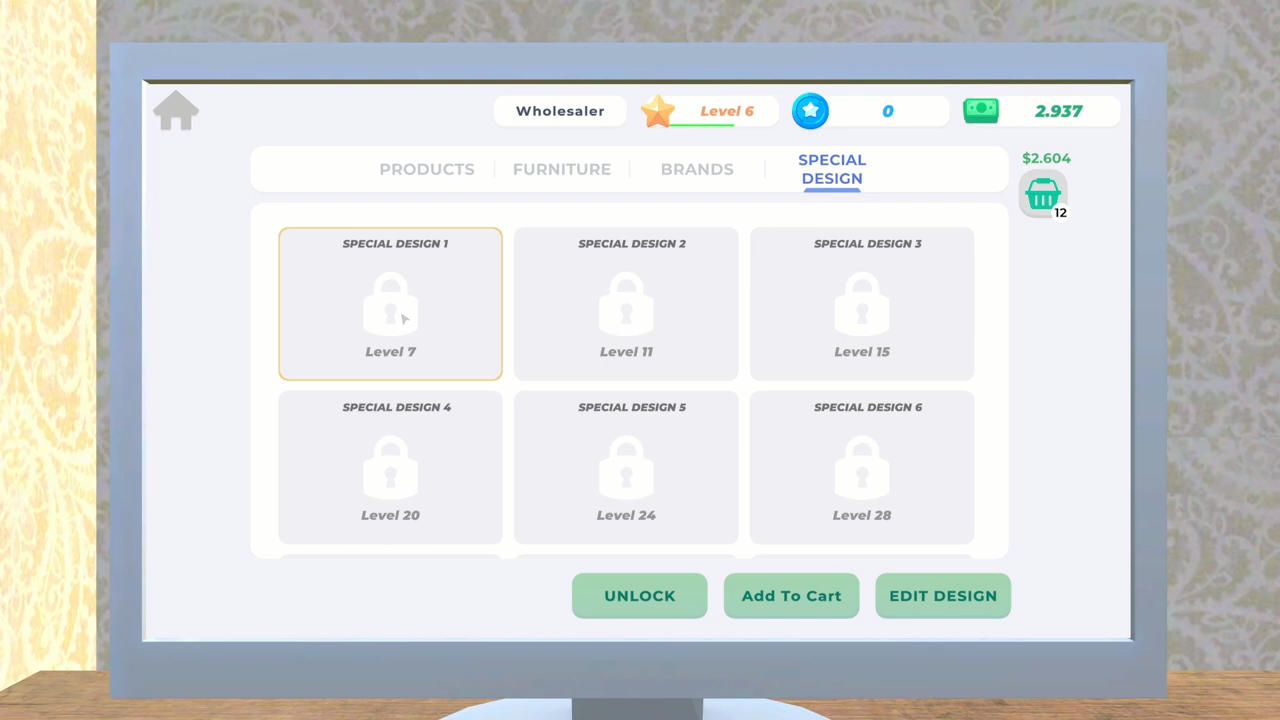 Wholesaler
Level 6
0
2.937
PRODUCTS
FURNITURE
BRANDS
SPECIAL
DESIGN
$2.604
12
SPECIAL DESIGN 1
SPECIAL DESIGN 2
SPECIAL DESIGN 3
Level 7
Level 11
Level 15
SPECIAL DESIGN 4
SPECIAL DESIGN 5
SPECIAL DESIGN 6
Level 20
Level 24
Level 28
UNLOCK
Add To Cart
EDIT DESIGN